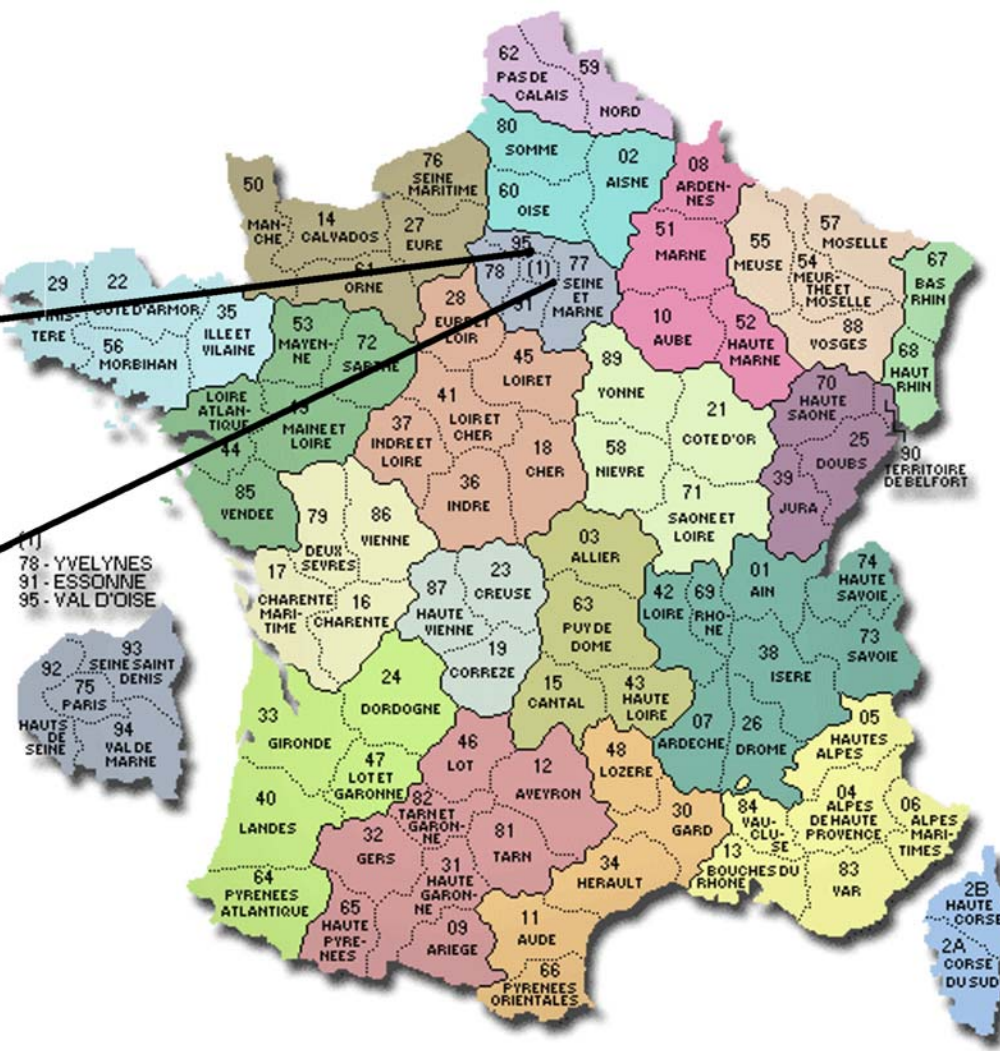 62
PAS DE
CALAIS
59
NORD
80
SOMME
02
AISNE
60
OISE
08
ARDEN-
NES
76
SEINE
MARITIME
50
MAN-
CHE
14
CALVADOS
27
EURE
61
ORNE
95
78
(1)
91
77
SEINE
ET
MARNE
51
MARNE
10
AUBE
52
HAUTE
MARNE
55
MEUSE
54
MEUR-
THE ET
MOSELLE
57
MOSELLE
88
VOSGES
67
BAS
RHIN
68
HAUT
RHIN
29
TERE
22
COTE D'ARMOR
56
MORBIHAN
35
ILLE ET
VILAINE
53
MAYEN-
NE
72
SARTHE
LOIRE
ATLAN-
TIQUE
44
49
MAINE ET
LOIRE
85
VENDEE
28
EURE ET
LOIR
45
LOIRET
41
LOIR ET
CHER
37
INDRE ET
LOIRE
18
CHER
36
INDRE
89
YONNE
21
COTE D'OR
58
NIEVRE
71
SAONE ET
LOIRE
70
HAUTE
SAONE
25
DOUBS
39
JURA
90
TERRITOIRE
DE BELFORT
79
DEUX
SEVRES
86
VIENNE
17
CHARENTE
MARI-
TIME
16
CHARENTE
87
HAUTE
VIENNE
23
CREUSE
19
CORREZE
03
ALLIER
63
PUY DE
DOME
15
CANTAL
43
HAUTE
LOIRE
42
LOIRE
69
RHO-
NE
01
AIN
74
HAUTE
SAVOIE
73
SAVOIE
38
ISERE
07
ARDECHE
26
DROME
24
DORDOGNE
33
GIRONDE
47
LOT ET
GARONNE
40
LANDES
64
PYRENEES
ATLANTIQUE
46
LOT
12
AVEYRON
82
TARN ET
GARON-
NE
32
GERS
81
TARN
31
HAUTE
GARON-
NE
65
HAUTE
PYRE-
NEES
09
ARIEGE
48
LOZERE
30
GARD
34
HERAULT
11
AUDE
66
PYRENEES
ORIENTALES
05
HAUTES
ALPES
84
VAU-
CLU-
SE
04
ALPES
DE HAUTE
PROVENCE
06
ALPES
MARI-
TIMES
13
BOUCHES DU
RHONE
83
VAR
2B
HAUTE
CORSE
2A
CORSE
DU SUD
(1)
78 - YVELYNES
91 - ESSONNE
95 - VAL D'OISE
92
HAUTS
DE
SEINE
93
SEINE SAINT
DENIS
75
PARIS
94
VAL DE
MARNE